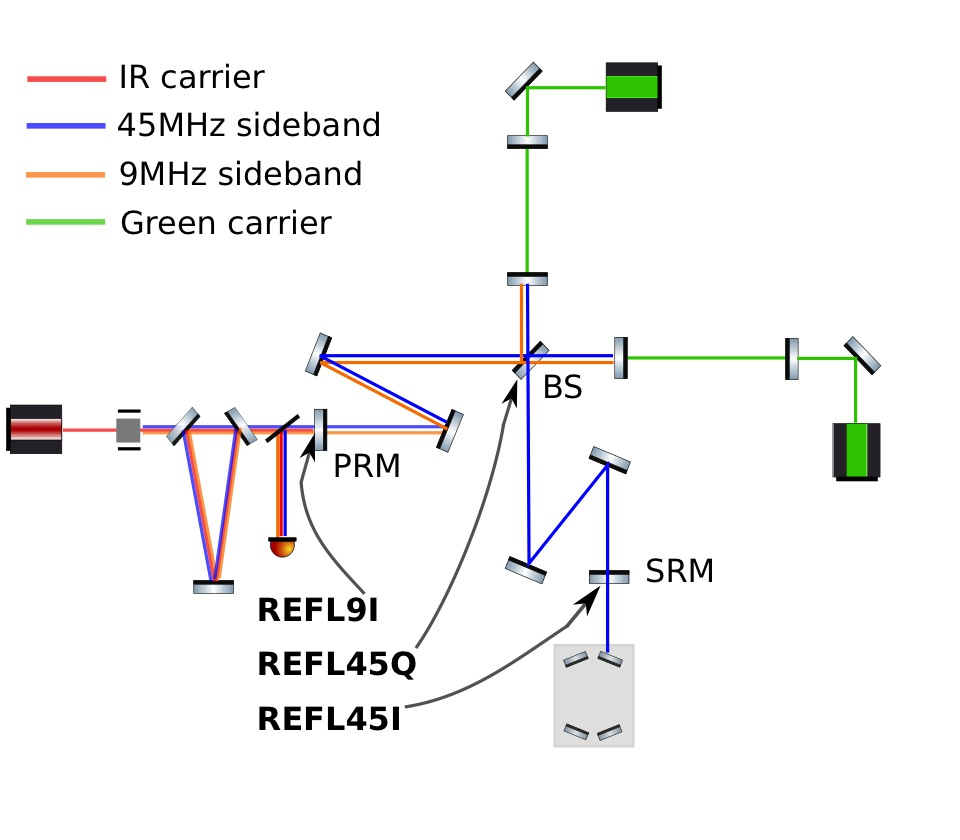 IR carrier
45MHz sideband
9MHz sideband
Green carrier
BS
PRM
SRM
REFL9I
REFL45Q
REFL45I